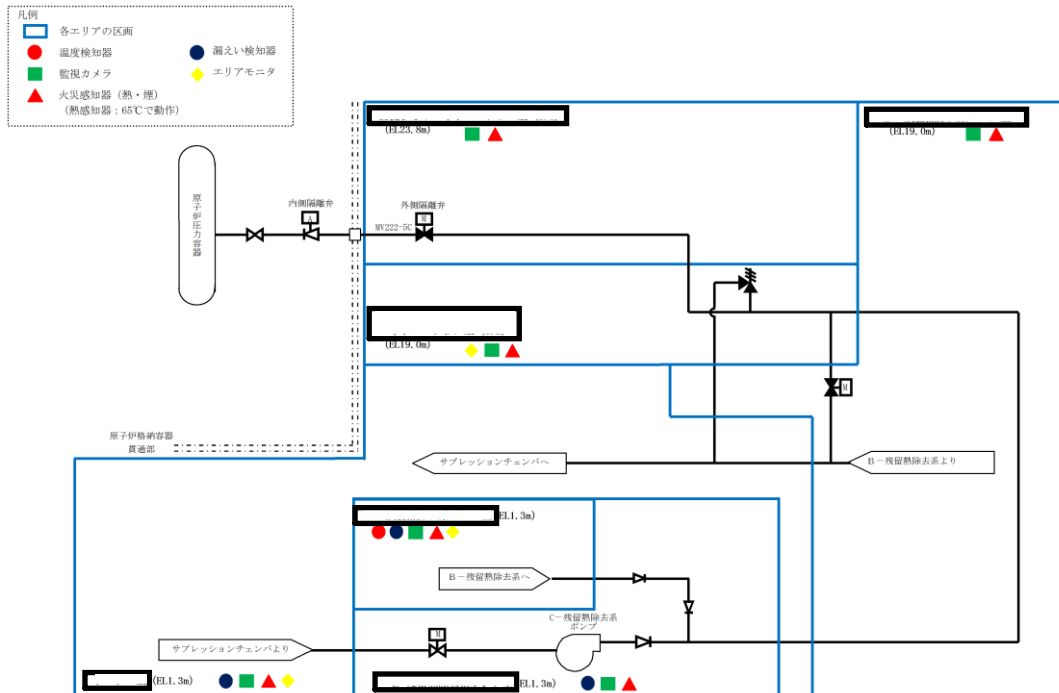 凡例
各エリアの区画
温度検知器
漏えい検知器
監視カメラ
エリアモニタ
火災感知器（熱・煙）
（熱感知器：65℃で動作）
(EL23.8m)
(EL19.0m)
原子炉圧力容器
内側隔離弁
外側隔離弁
A
M
MV222-5C
(EL19.0m)
M
原子炉格納容器
貫通部
サプレッションチェンバへ
B－残留熱除去系より
(EL1.3m)
B－残留熱除去系へ
C－残留熱除去系
ポンプ
M
サプレッションチェンバより
(EL1.3m)
(EL1.3m)